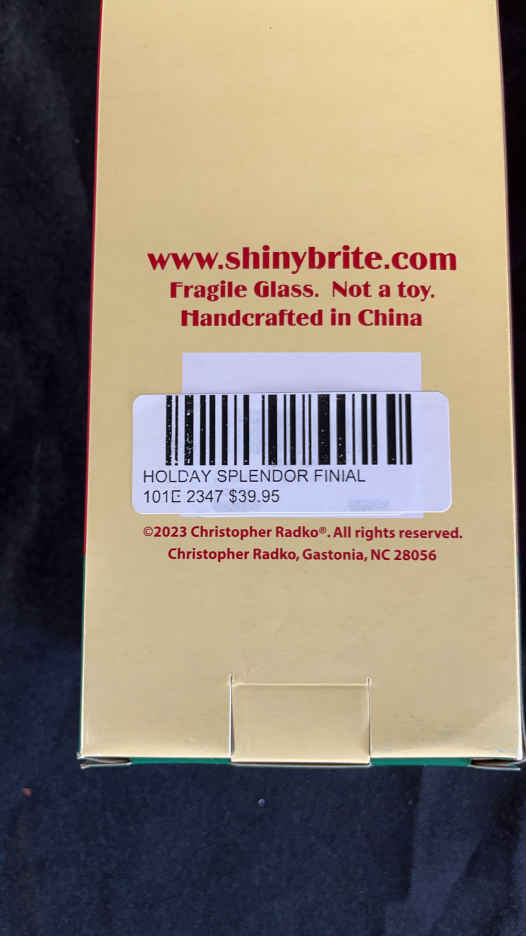 www.shinybrite.com
Fragile Glass. Not a toy.
Handcrafted in China
HOLDAY SPLENDOR FINIAL
101E 2347 $39.95
©2023 Christopher Radko®. All rights reserved.
Christopher Radko, Gastonia, NC 28056